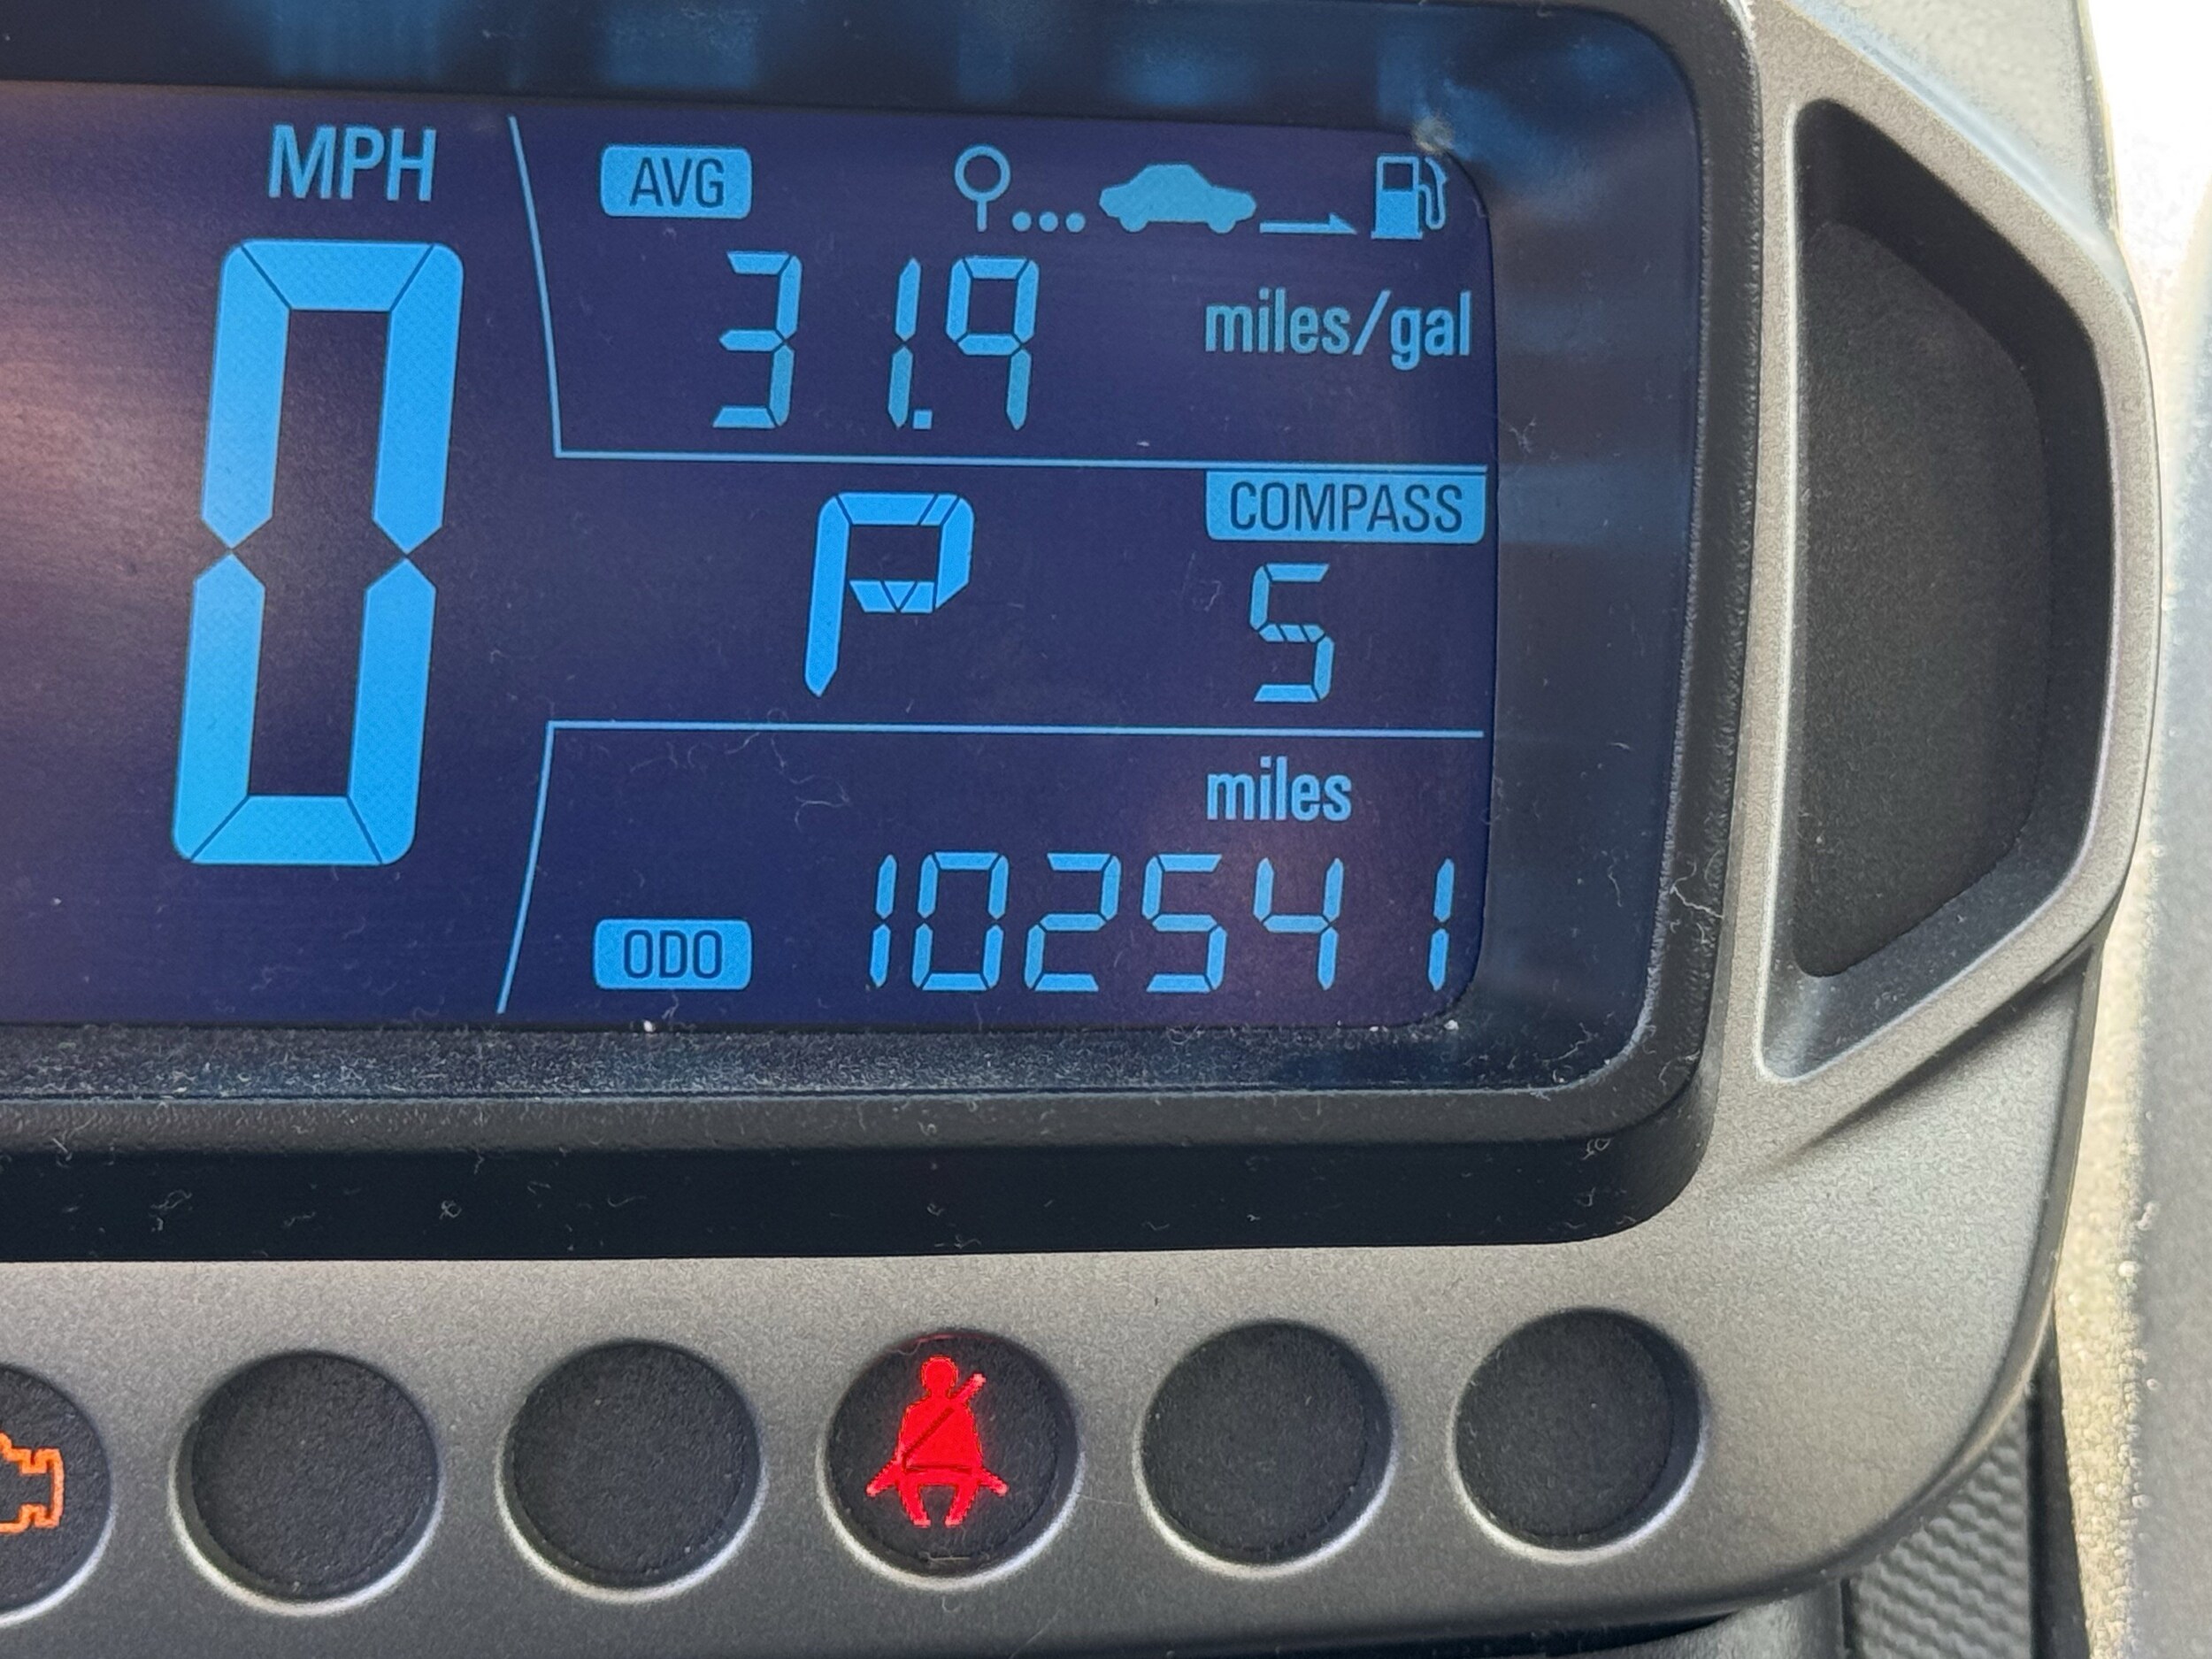 MPH
0
AVG
31.9 miles/gal
P
COMPASS
S
miles
ODO 102541